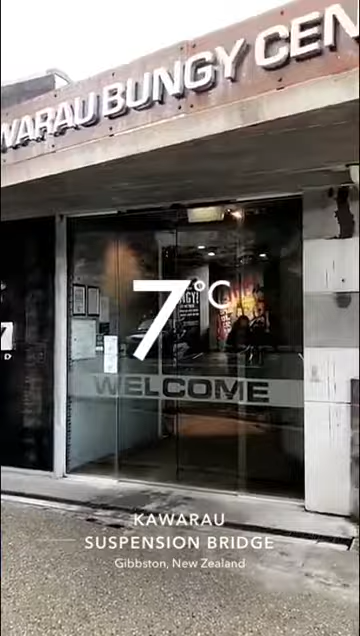 WARAU BUNGY CEN
7°C
WELCOME
KAWARAU
SUSPENSION BRIDGE
Gibbston, New Zealand